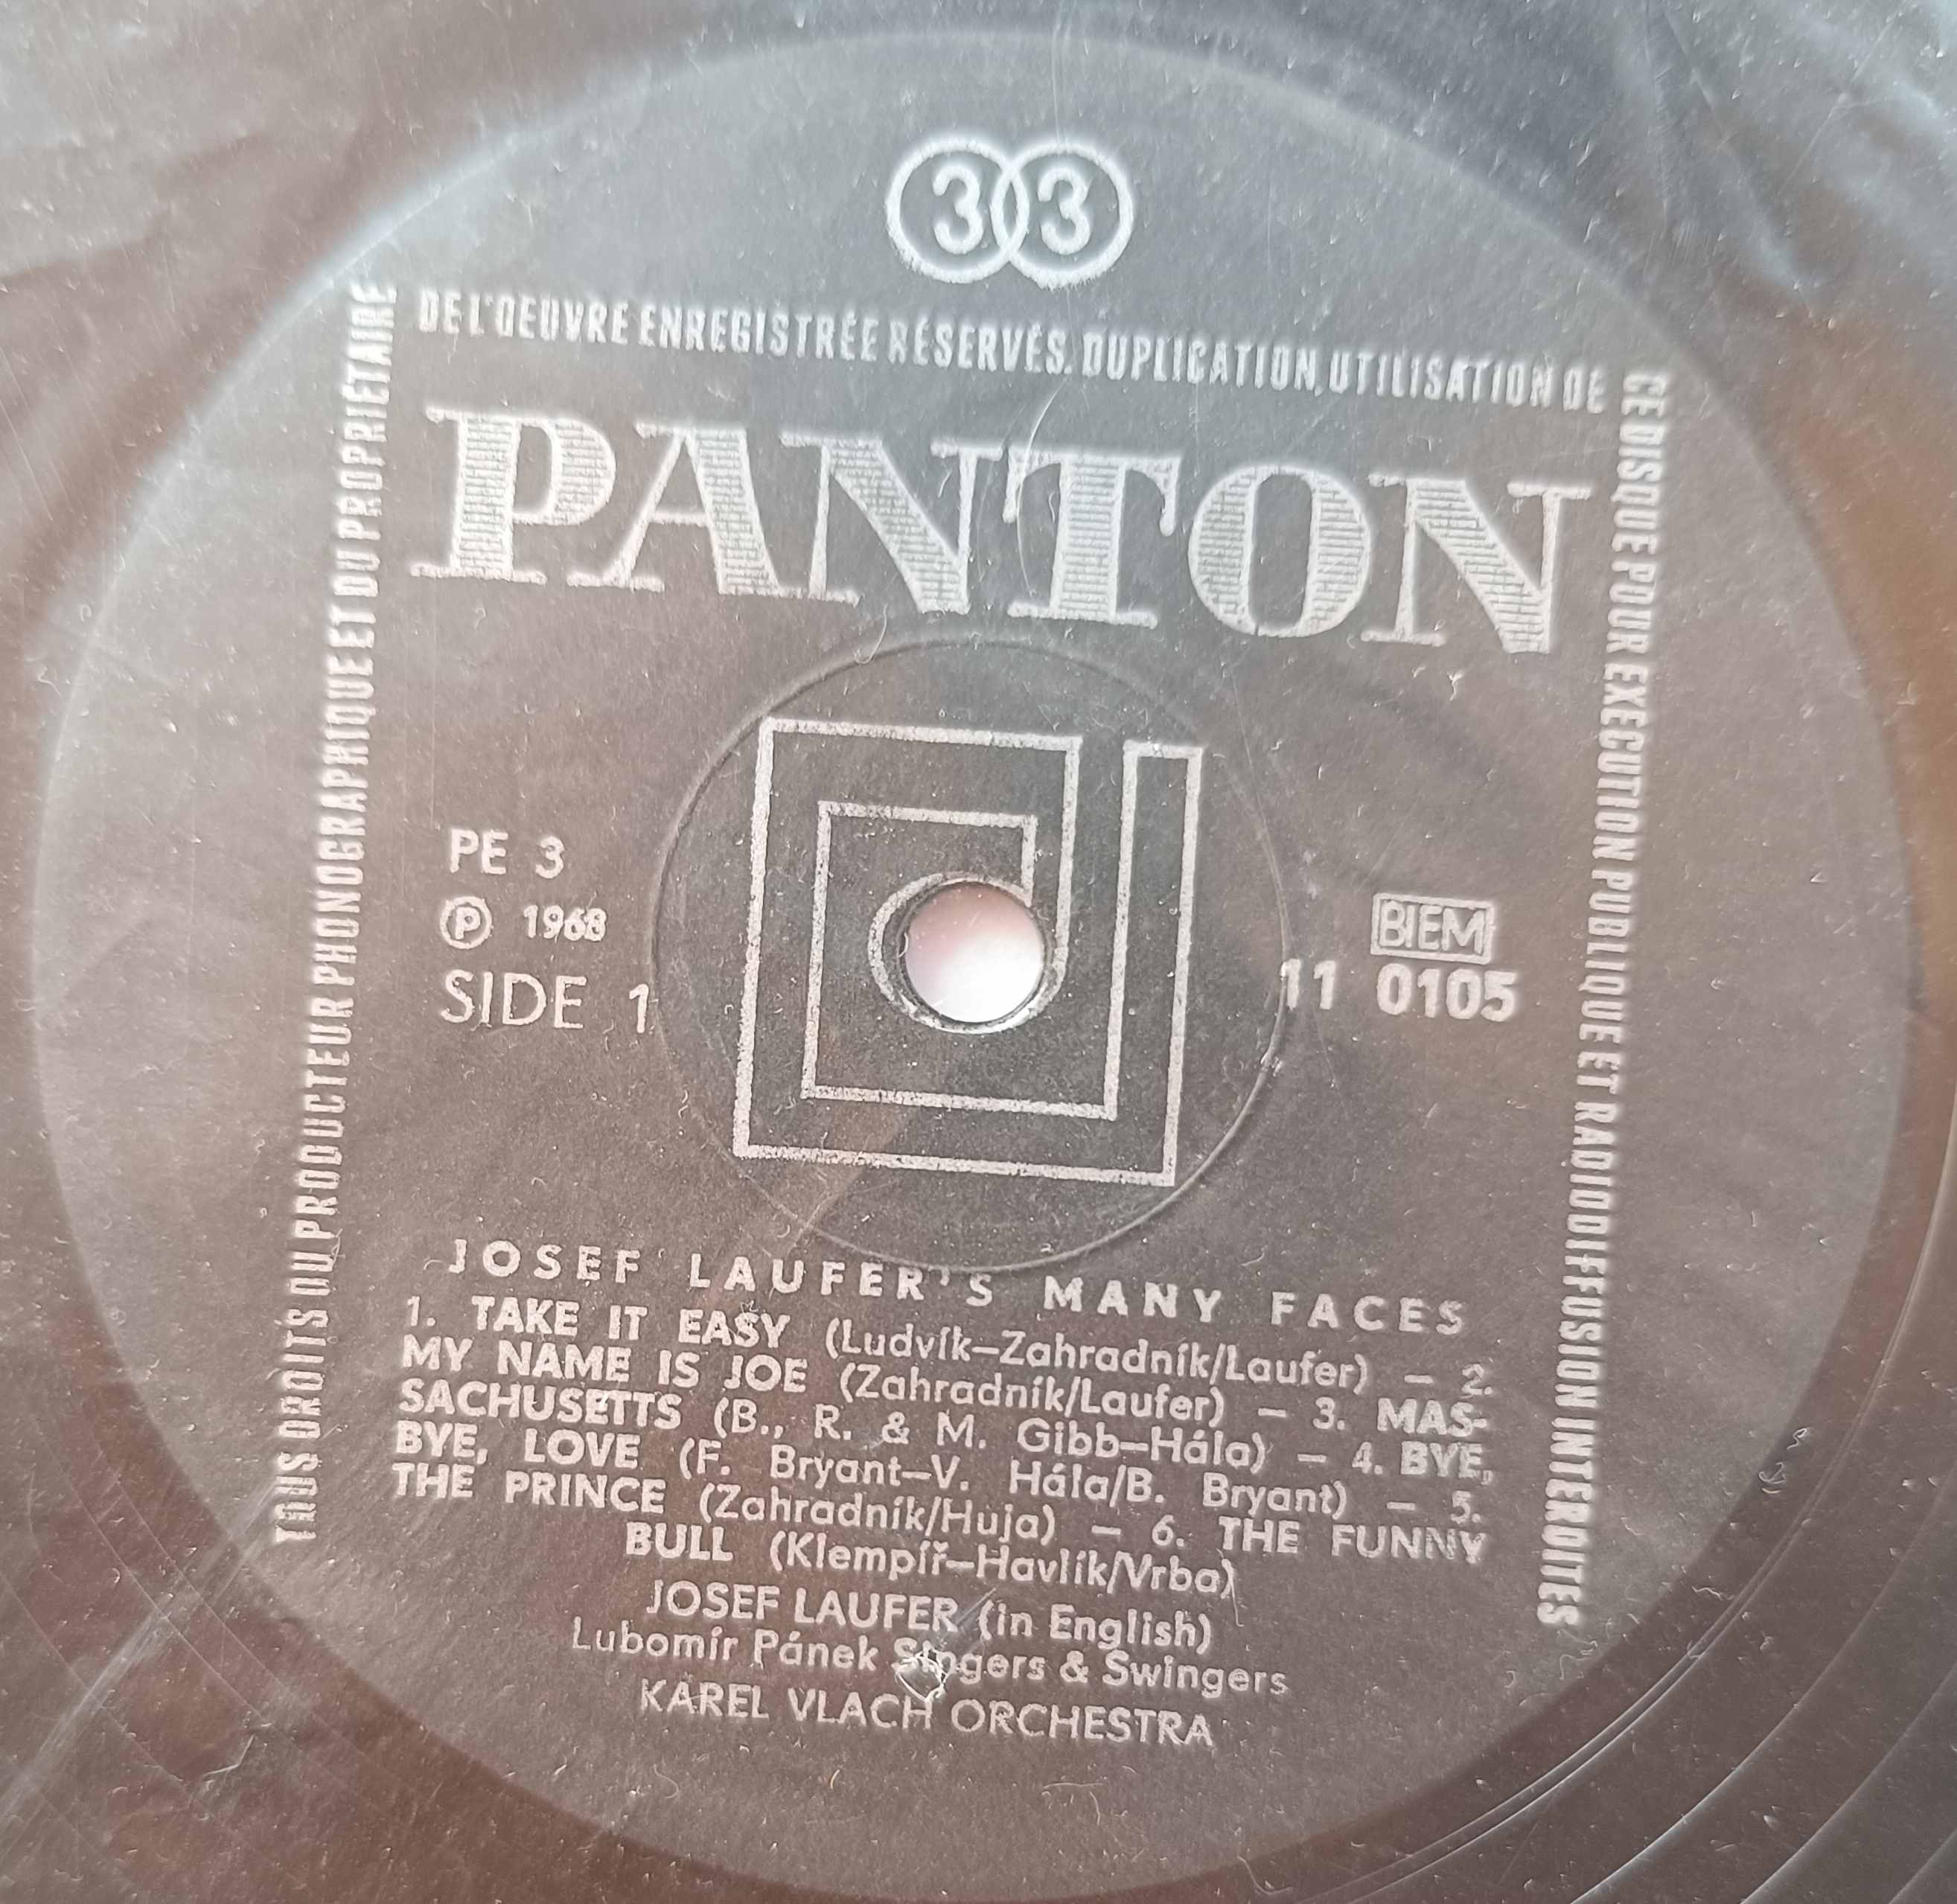 33
TOUS DROITS DU PRODUCTEUR PHONOGRAPHIQUE ET DU PROPRIÉTAIRE
DE L'OEUVRE ENREGISTRÉE RÉSERVÉS. DUPLICATION, UTILISATION DE
CE DISQUE POUR EXECUTION PUBLIQUE ET RADIODIFFUSION INTERDITES
PANTON
PE 3
Ⓟ 1968
SIDE 1
BIEM
11 0105
JOSEF LAUFER'S MANY FACES
1. TAKE IT EASY (Ludvík–Zahradník/Laufer) – 2.
MY NAME IS JOE (Zahradník/Laufer) – 3. MAS-
SACHUSETTS (B., R. & M. Gibb–Hála) – 4. BYE,
BYE, LOVE (F. Bryant–V. Hála/B. Bryant) – 5.
THE PRINCE (Zahradník/Huja) – 6. THE FUNNY
BULL (Klempíř–Havlík/Vrba)
JOSEF LAUFER (in English)
Lubomír Pánek Singers & Swingers
KAREL VLACH ORCHESTRA